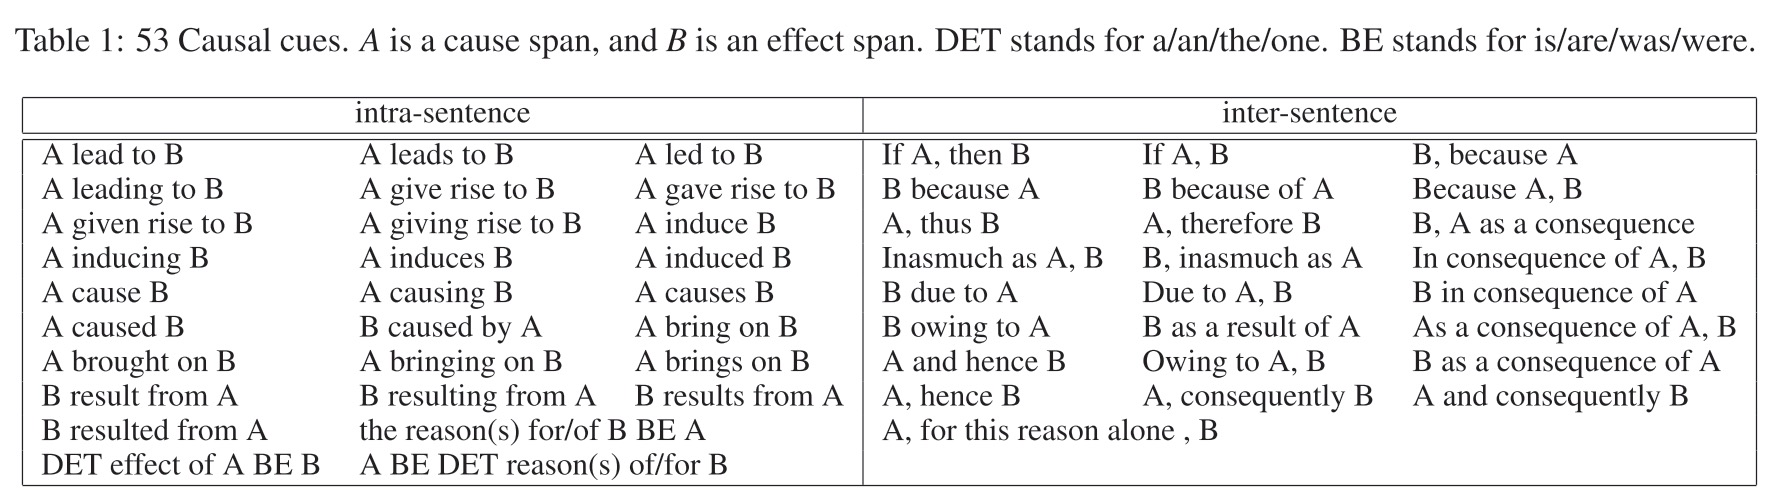 Table 1: 53 Causal cues. A is a cause span, and B is an effect span. DET stands for a/an/the/one. BE stands for is/are/was/were.
intra-sentence inter-sentence
A lead to B A leads to B A led to B If A, then B If A, B B, because A
A leading to B A give rise to B A gave rise to B B because A B because of A Because A, B
A given rise to B A giving rise to B A induce B A, thus B A, therefore B B, A as a consequence
A inducing B A induces B A induced B Inasmuch as A, B B, inasmuch as A In consequence of A, B
A cause B A causing B A causes B B due to A Due to A, B B in consequence of A
A caused B B caused by A A bring on B B owing to A B as a result of A As a consequence of A, B
A brought on B A bringing on B A brings on B A and hence B Owing to A, B B as a consequence of A
B result from A B resulting from A B results from A A, hence B A, consequently B A and consequently B
B resulted from A the reason(s) for/of B BE A A, for this reason alone , B
DET effect of A BE B A BE DET reason(s) of/for B